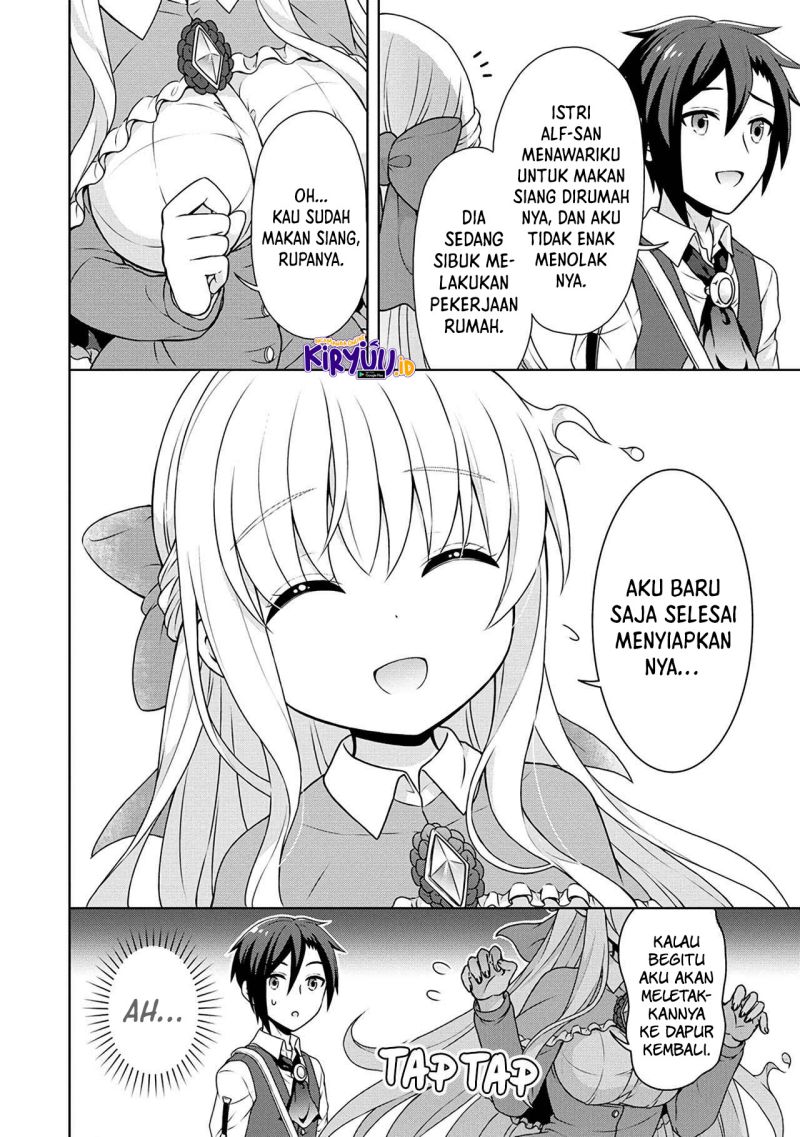 ISTRI
ALF-SAN
MENAWARIKU
UNTUK MAKAN
SIANG DIRUMAH
NYA, DAN AKU
TIDAK ENAK
MENOLAK
NYA.
DIA
SEDANG
SIBUK ME-
LAKUKAN
PEKERJAAN
RUMAH.
OH...
KAU SUDAH
MAKAN SIANG,
RUPANYA.
KIRYUU.ID
AKU BARU
SAJA SELESAI
MENYIAPKAN
NYA...
KALAU
BEGITU
AKU AKAN
MELETAK-
KANNYA
KE DAPUR
KEMBALI.
TAP TAP
AH...